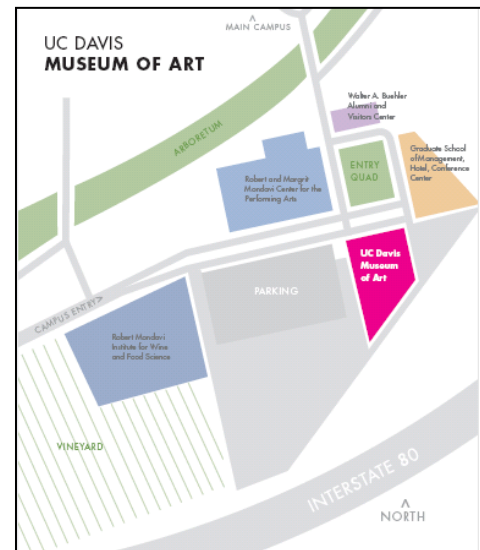 MAIN CAMPUS
UC DAVIS
MUSEUM OF ART
Walter A. Buehler
Alumni and
Visitors Center
ARBORETUM
Graduate School
of Management,
Hotel, Conference
Center
ENTRY
QUAD
Robert and Margrit
Mondavi Center for the
Performing Arts
UC Davis
Museum
of Art
PARKING
CAMPUS ENTRY>
Robert Mondavi
Institute for Wine
and Food Science
VINEYARD
INTERSTATE 80
NORTH